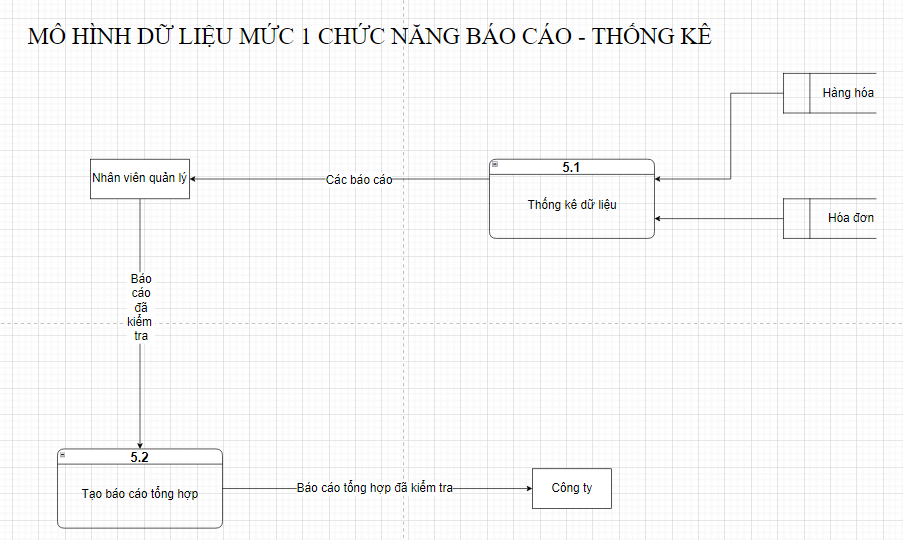 MÔ HÌNH DỮ LIỆU MỨC 1 CHỨC NĂNG BÁO CÁO - THỐNG KÊ
Hàng hóa
5.1
Nhân viên quản lý
Các báo cáo
Thống kê dữ liệu
Hóa đơn
Báo
cáo
đã
kiểm
tra
5.2
Tạo báo cáo tổng hợp
Báo cáo tổng hợp đã kiểm tra
Công ty